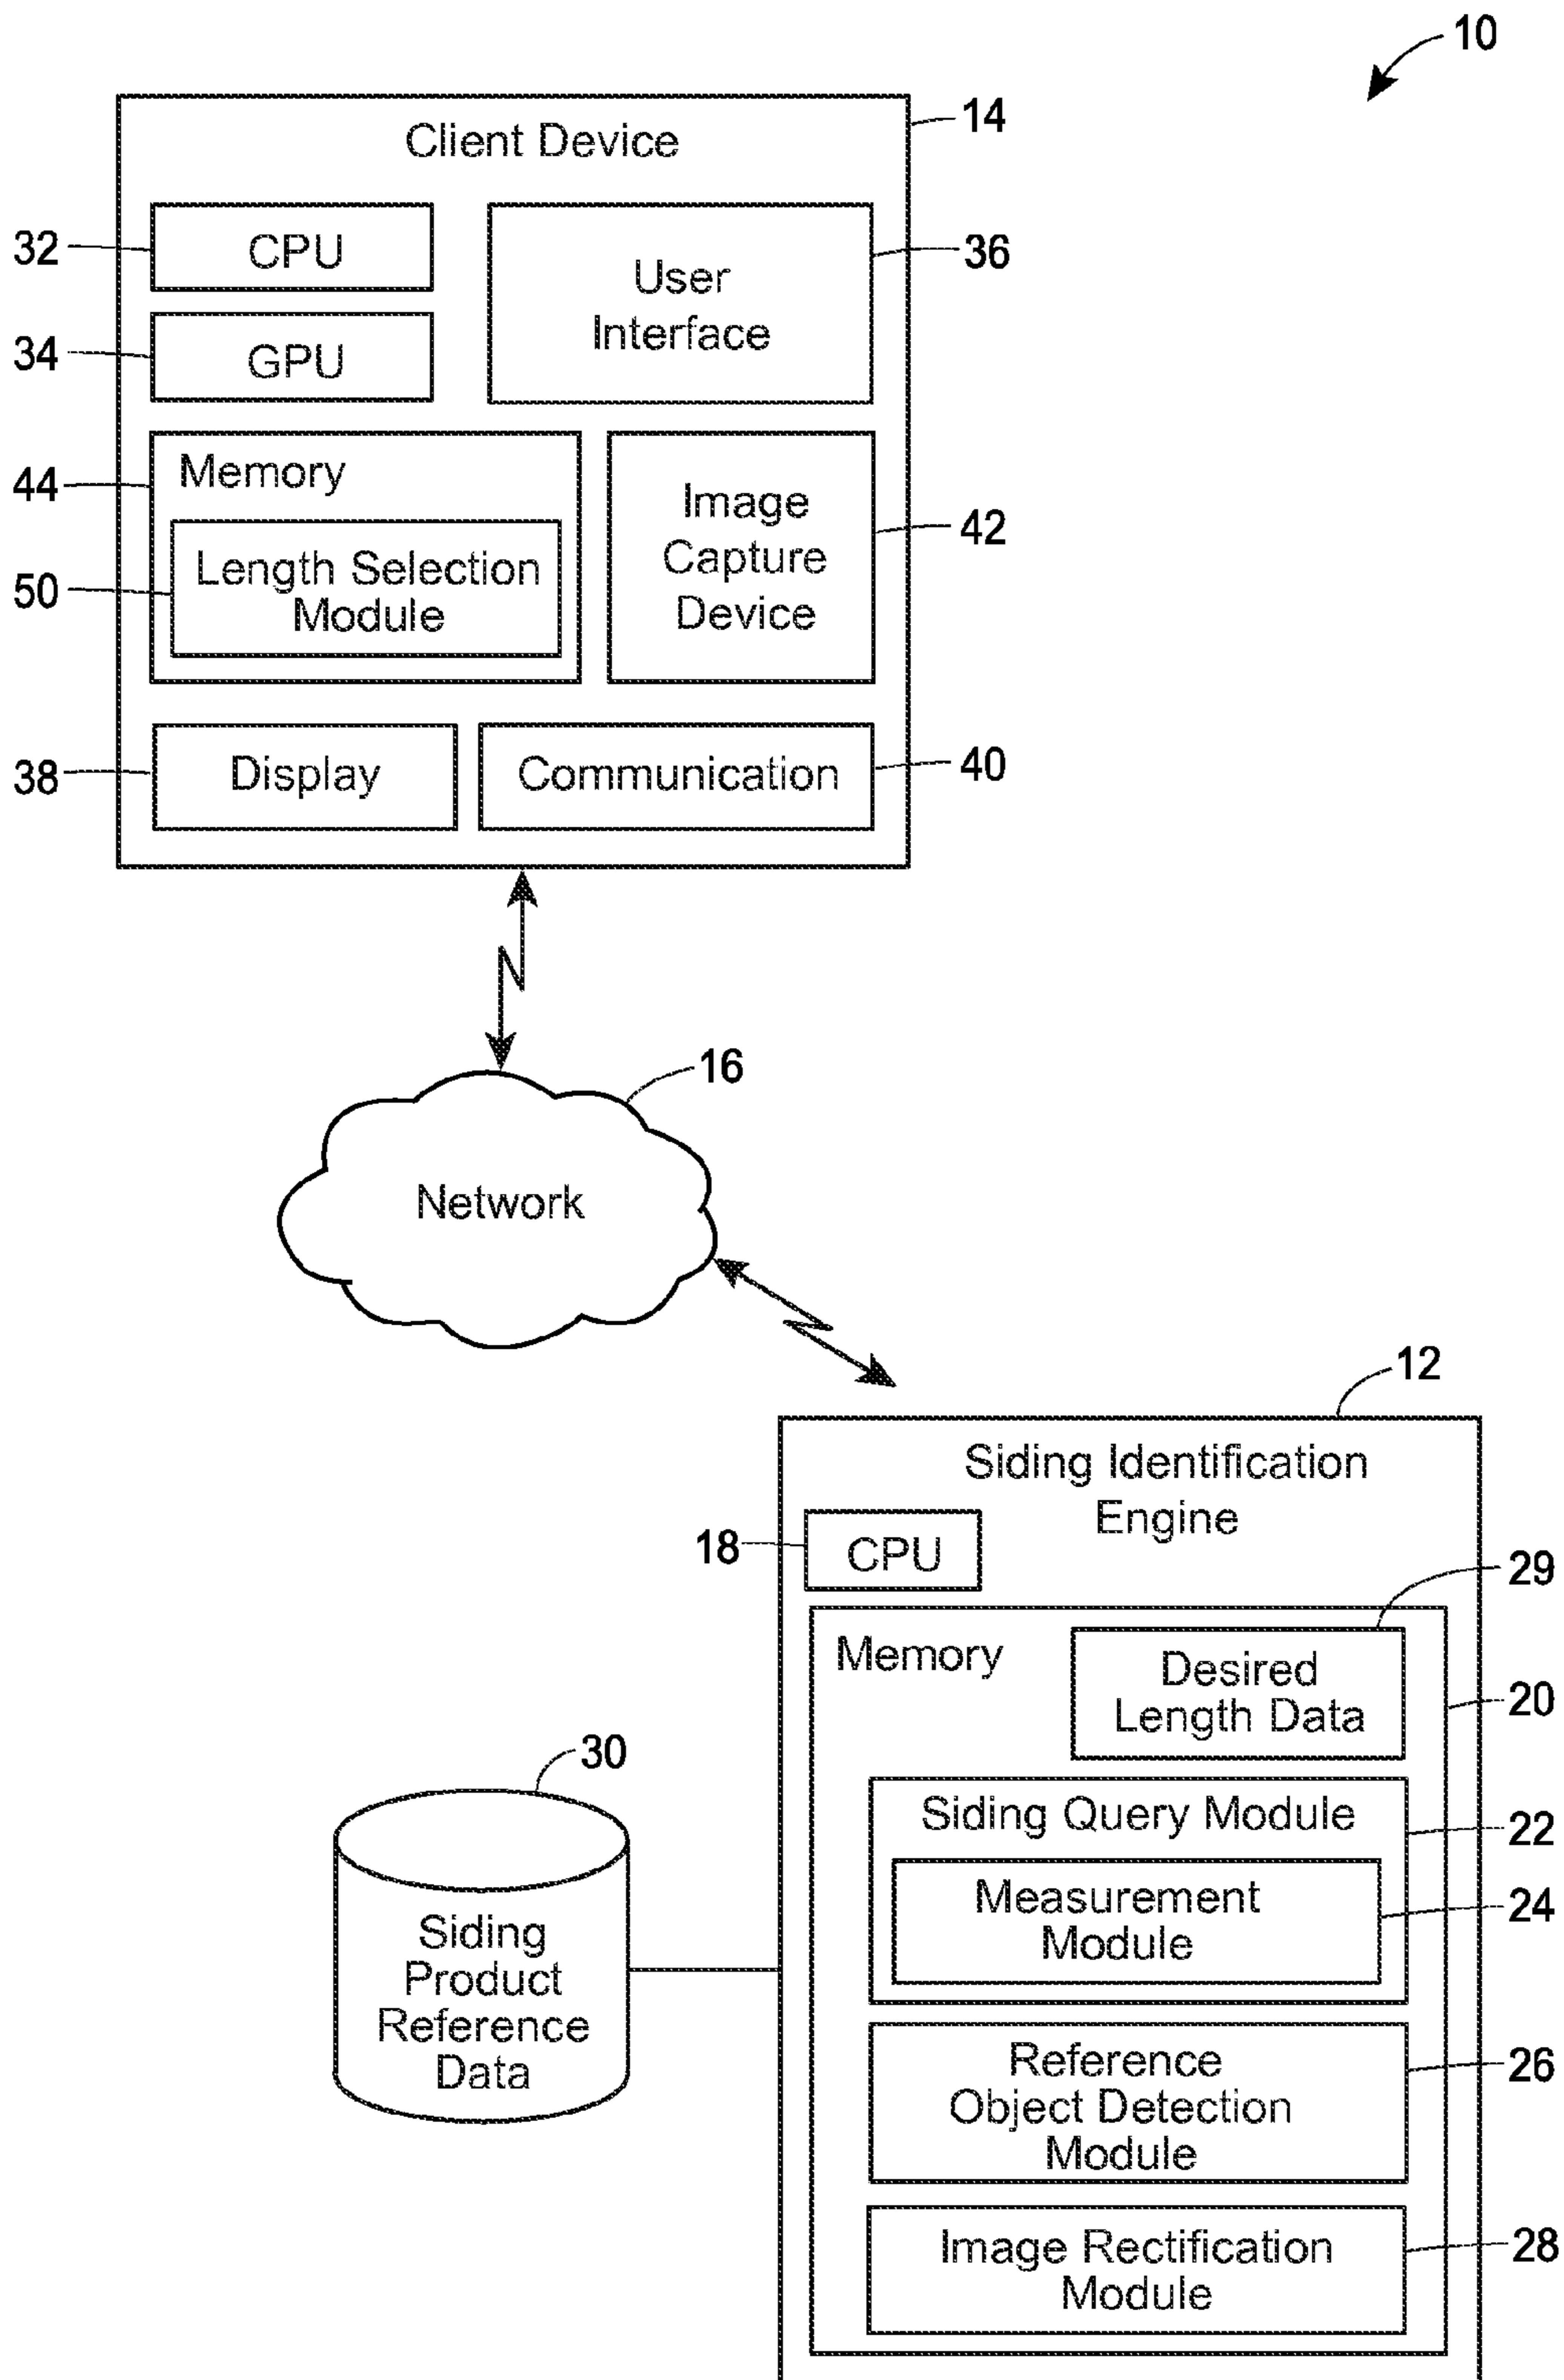 10
Client Device
14
32
CPU
User
Interface
36
34
GPU
44
Memory
50
Length Selection
Module
Image
Capture
Device
42
38
Display
Communication
40
16
Network
12
Siding Identification
Engine
18
CPU
29
Memory
Desired
Length Data
20
30
Siding
Product
Reference
Data
Siding Query Module
22
Measurement
Module
24
Reference
Object Detection
Module
26
Image Rectification
Module
28